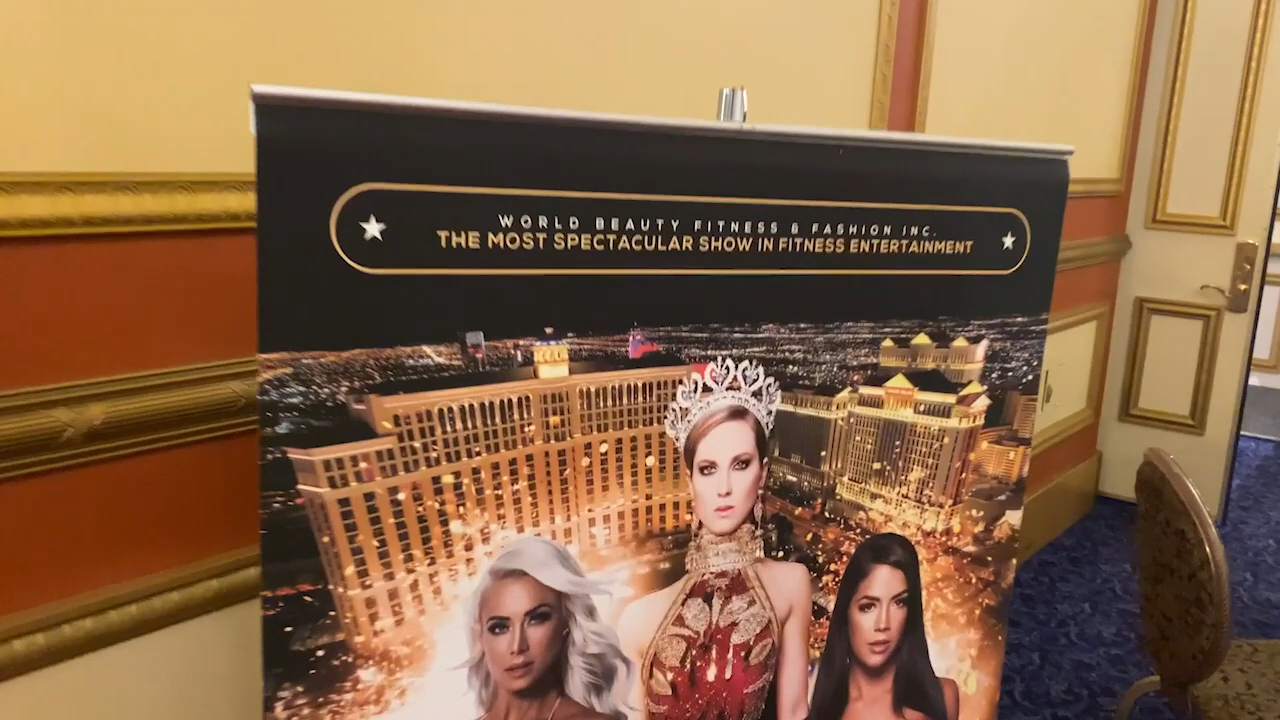 WORLD BEAUTY FITNESS & FASHION INC.
THE MOST SPECTACULAR SHOW IN FITNESS ENTERTAINMENT